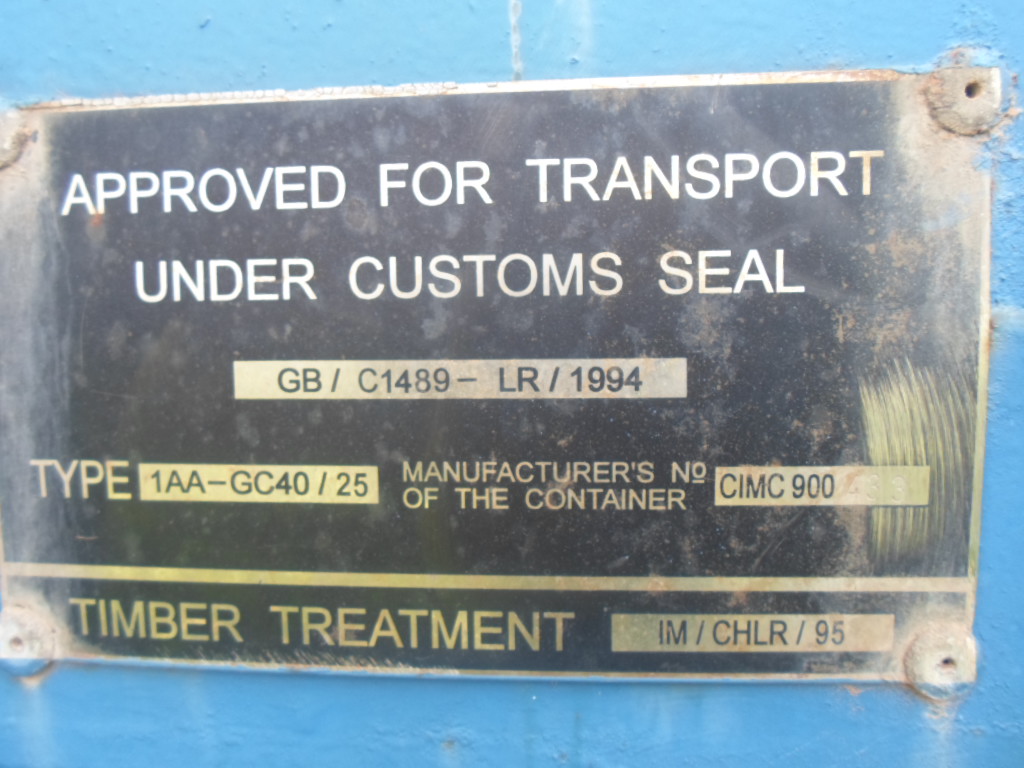 APPROVED FOR TRANSPORT
UNDER CUSTOMS SEAL
GB / C1489 - LR / 1994
TYPE 1AA-GC40 / 25 MANUFACTURER'S Nº OF THE CONTAINER CIMC 900
TIMBER TREATMENT IM / CHLR / 95